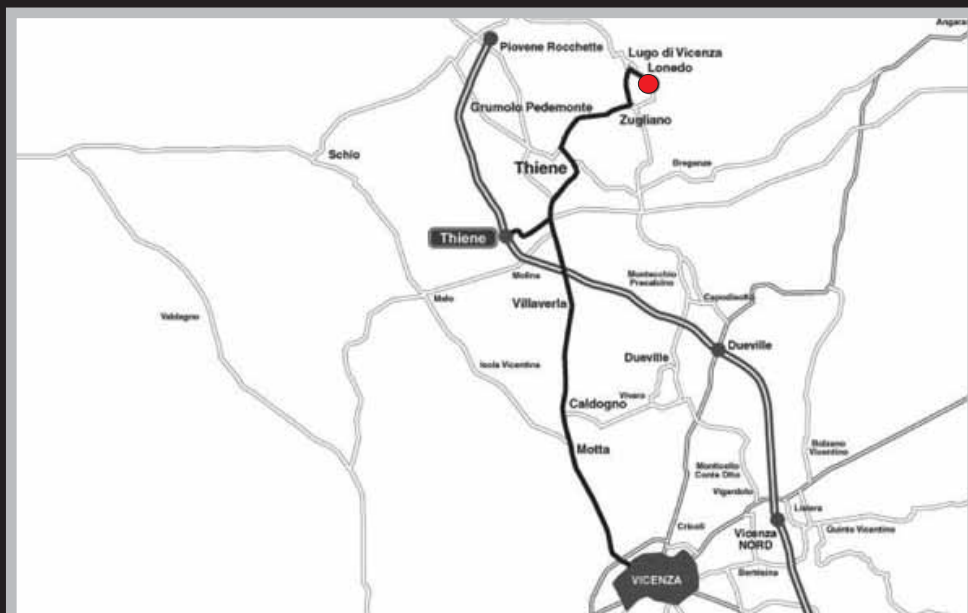 Angaran
Piovene Rocchette
Lugo di Vicenza
Lonedo
Grumolo Pedemonte
Zugliano
Schio
Thiene
Breganze
Thiene
Molina
Montecchio
Precalcino
Malo
Villaverla
Valdagno
Dueville
Isola Vicentina
Dueville
Vivaro
Caldogno
Motta
Bolzano
Vicentino
Monticello
Conte Otto
Vigardolo
Lisiera
Cricoli
Vicenza
NORD
Quinto Vicentino
Bertesina
VICENZA